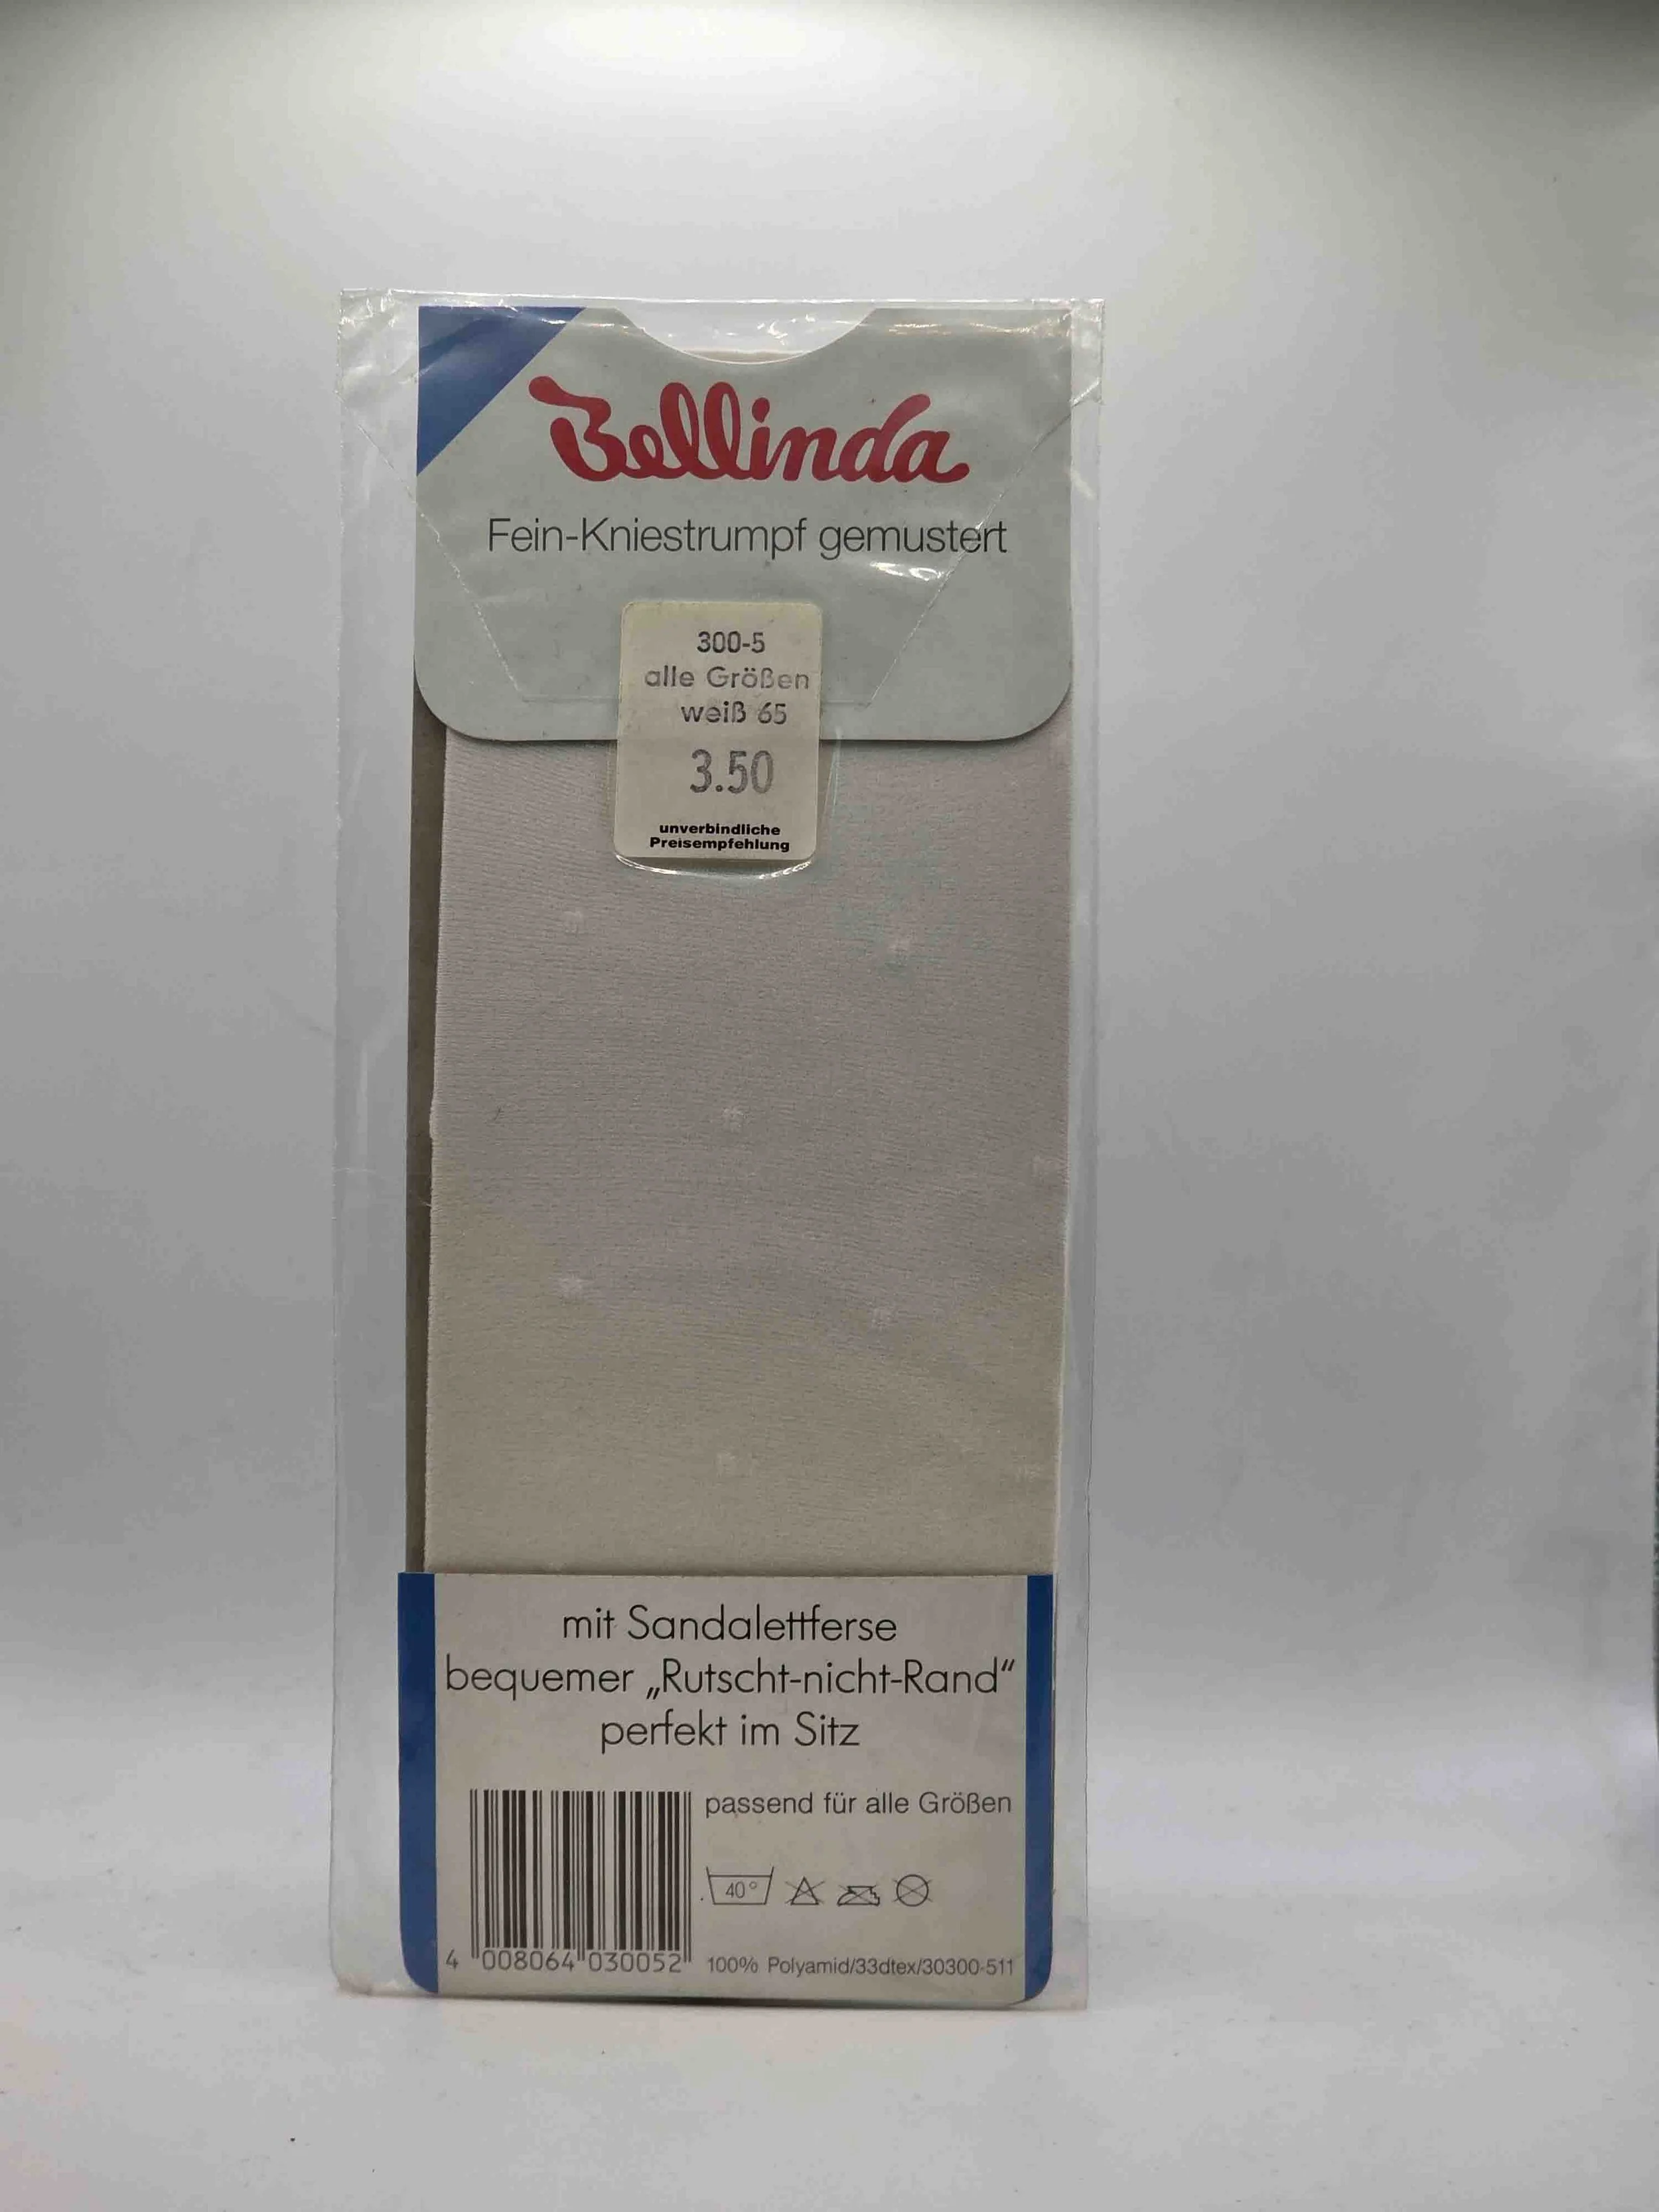 Bellinda
Fein-Kniestrumpf gemustert
300-5
alle Größen
weiß 65
3.50
unverbindliche
Preisempfehlung
mit Sandalettferse
bequemer „Rutscht-nicht-Rand“
perfekt im Sitz
passend für alle Größen
40°
4 008064 030052
100% Polyamid/33dtex/30300-511